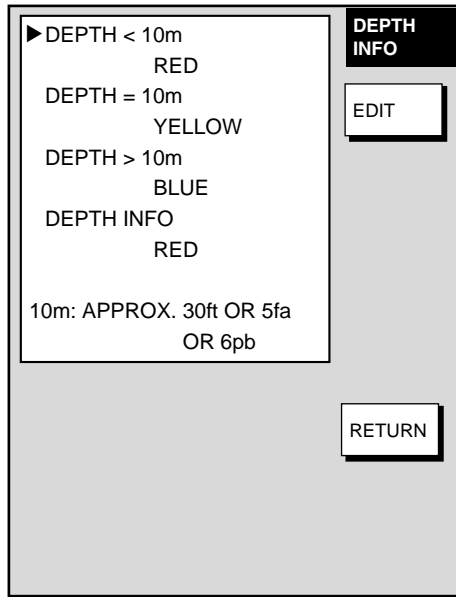 ▶DEPTH < 10m
RED
DEPTH = 10m
YELLOW
DEPTH > 10m
BLUE
DEPTH INFO
RED
10m: APPROX. 30ft OR 5fa
OR 6pb
DEPTH
INFO
EDIT
RETURN